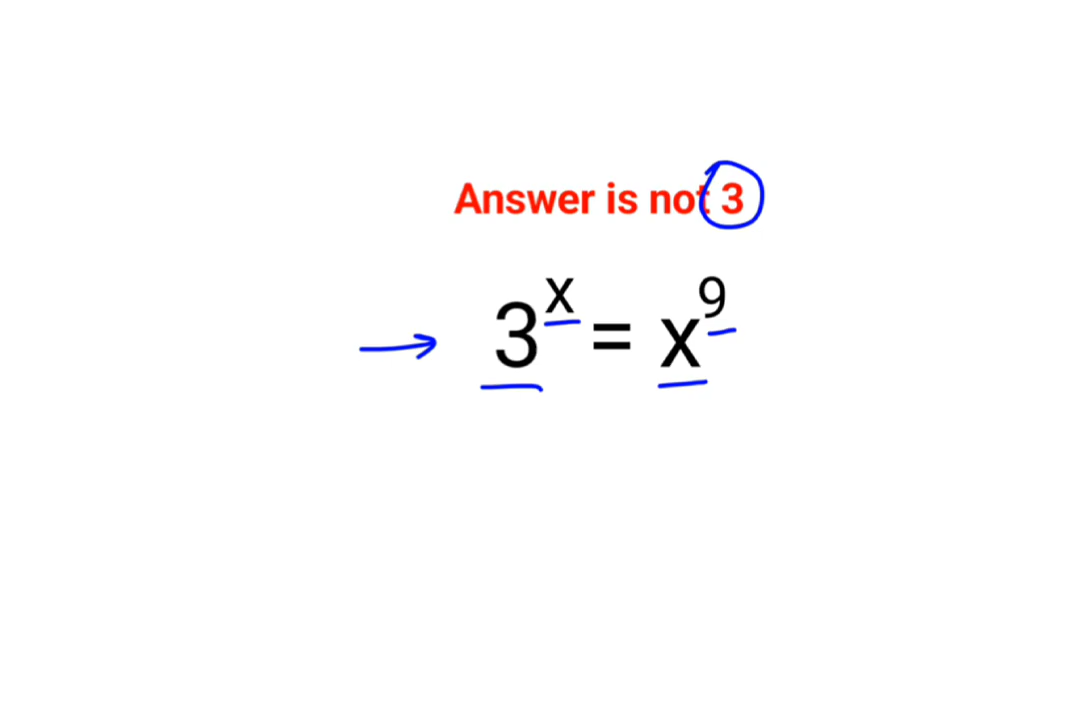 Answer is not 3
3^x = x^9